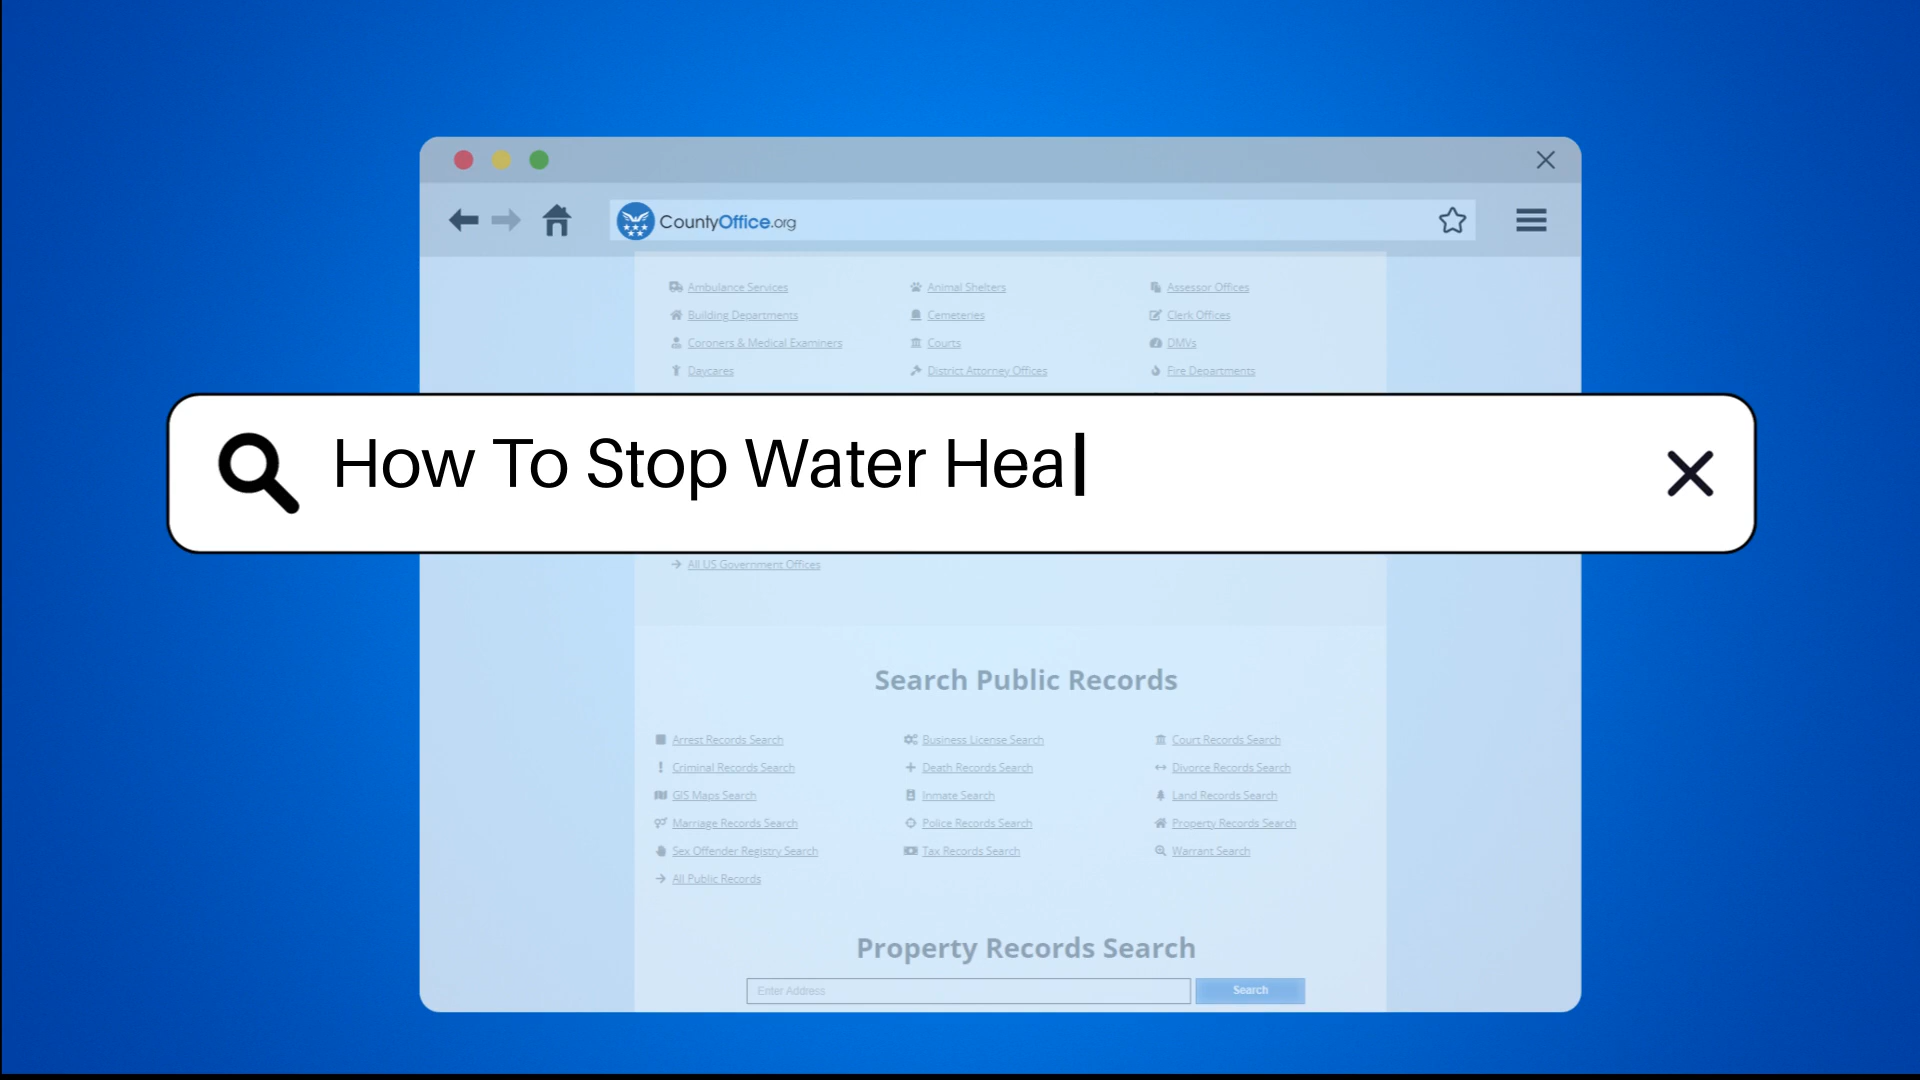 CountyOffice.org
Ambulance Services Animal Shelters Assessor Offices
Building Departments Cemeteries Clerk Offices
Coroners & Medical Examiners Courts DMVs
Daycares District Attorney Offices Fire Departments
How To Stop Water Hea
All US Government Offices
Search Public Records
Arrest Records Search Business License Search Court Records Search
Criminal Records Search Death Records Search Divorce Records Search
GIS Maps Search Inmate Search Land Records Search
Marriage Records Search Police Records Search Property Records Search
Sex Offender Registry Search Tax Records Search Warrant Search
All Public Records
Property Records Search
Enter Address Search